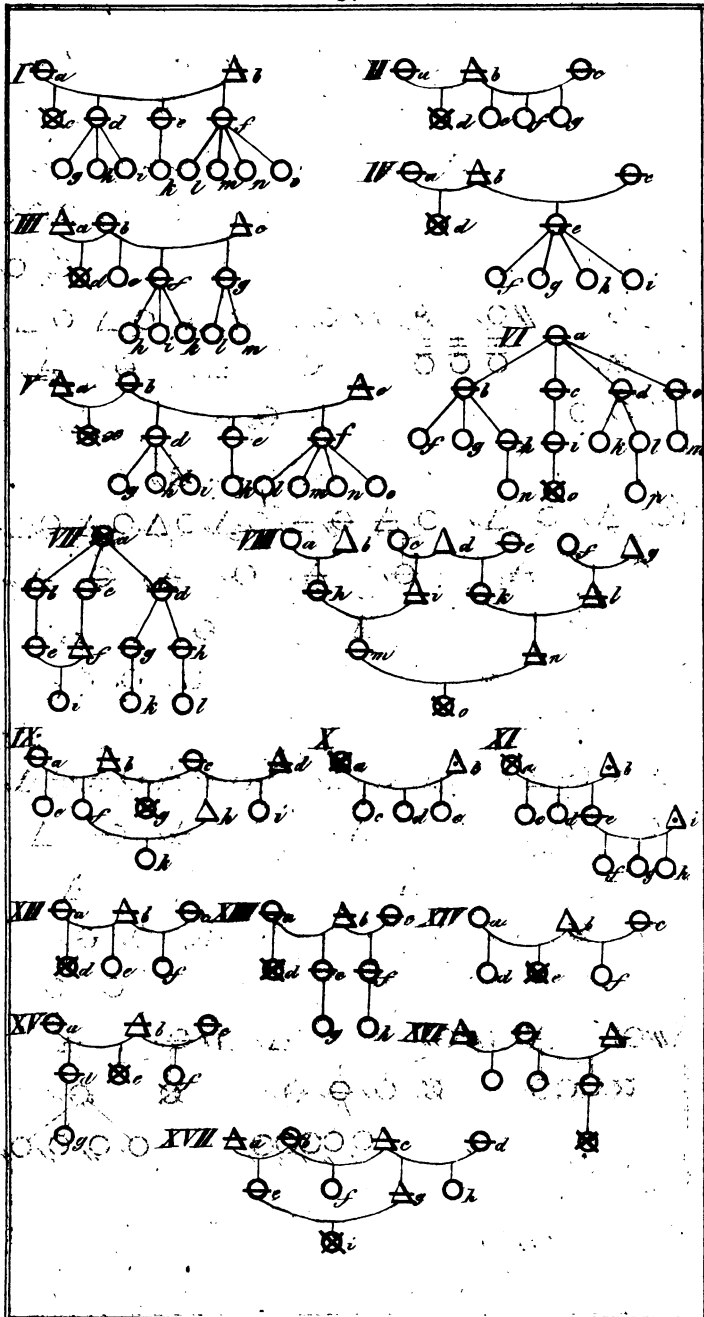 I a b
c d e f
g h i k l m n o
II a b c
d e f g
III a b c
d e f g
h i k l m
IV a b c
d e
f g h i
V a b c
d e f
g h i k l m n o
VI a
b c d e
f g h i k l m
n o p
VII a
b c d
e f g h
i k l
VIII a b c d e f g
h i k l
m n
o
IX a b c d
e f g h i
k
X a b
c d e
XI a b
c d e i
f g h
XII a b c
d e f
XIII a b c
d e f
g h
XIV a b c
d e f
XV a b c
d e f
g
XVI
XVII a b c d
e f g h
i